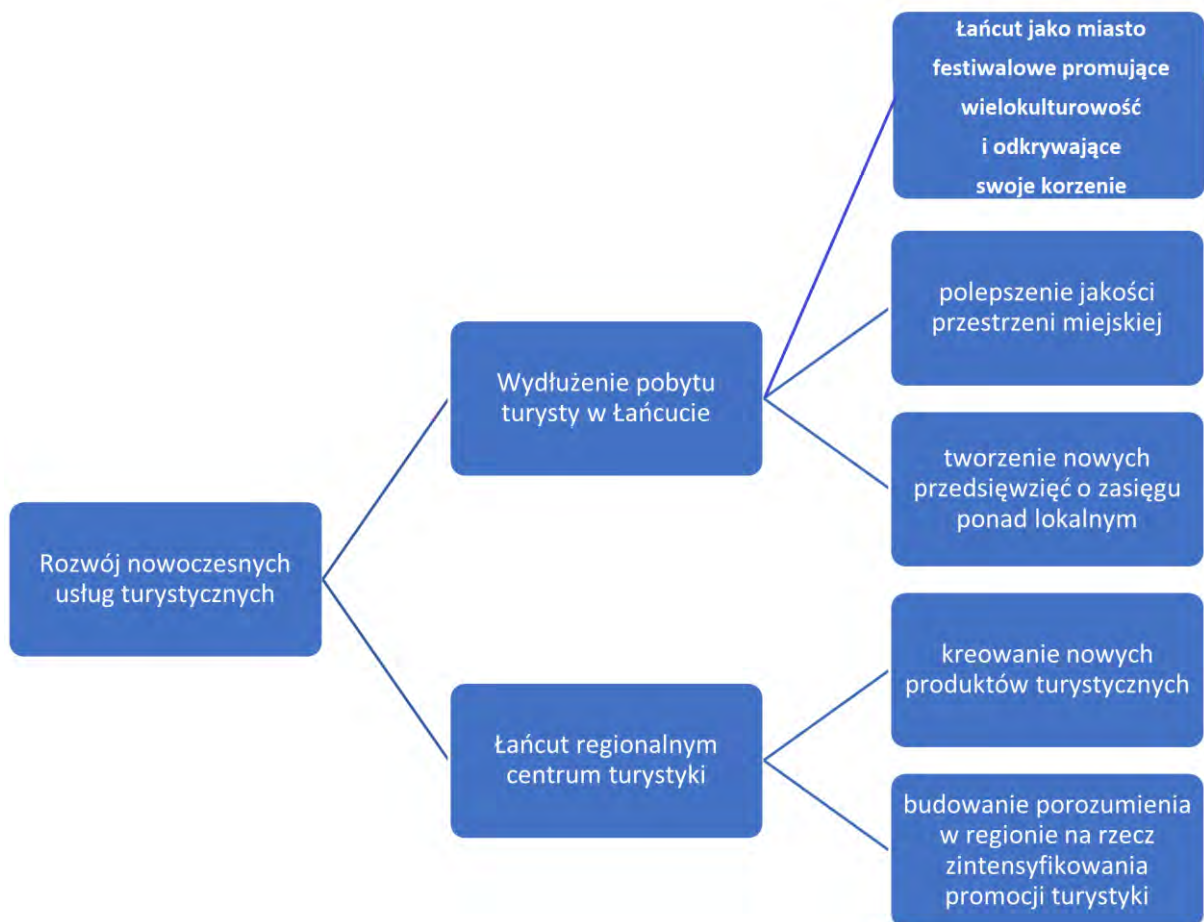 Łańcut jako miasto
festiwalowe promujące
wielokulturowość
i odkrywające
swoje korzenie
polepszenie jakości
przestrzeni miejskiej
Wydłużenie pobytu
turysty w Łańcucie
tworzenie nowych
przedsięwzięć o zasięgu
ponad lokalnym
Rozwój nowoczesnych
usług turystycznych
kreowanie nowych
produktów turystycznych
Łańcut regionalnym
centrum turystyki
budowanie porozumienia
w regionie na rzecz
zintensyfikowania
promocji turystyki